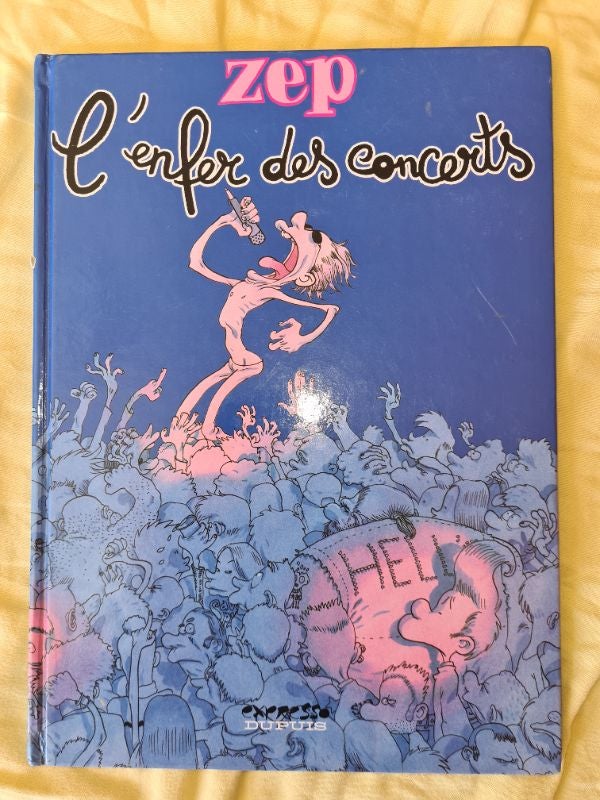 zep
l'enfer des concerts
HELL
expresso
DUPUIS